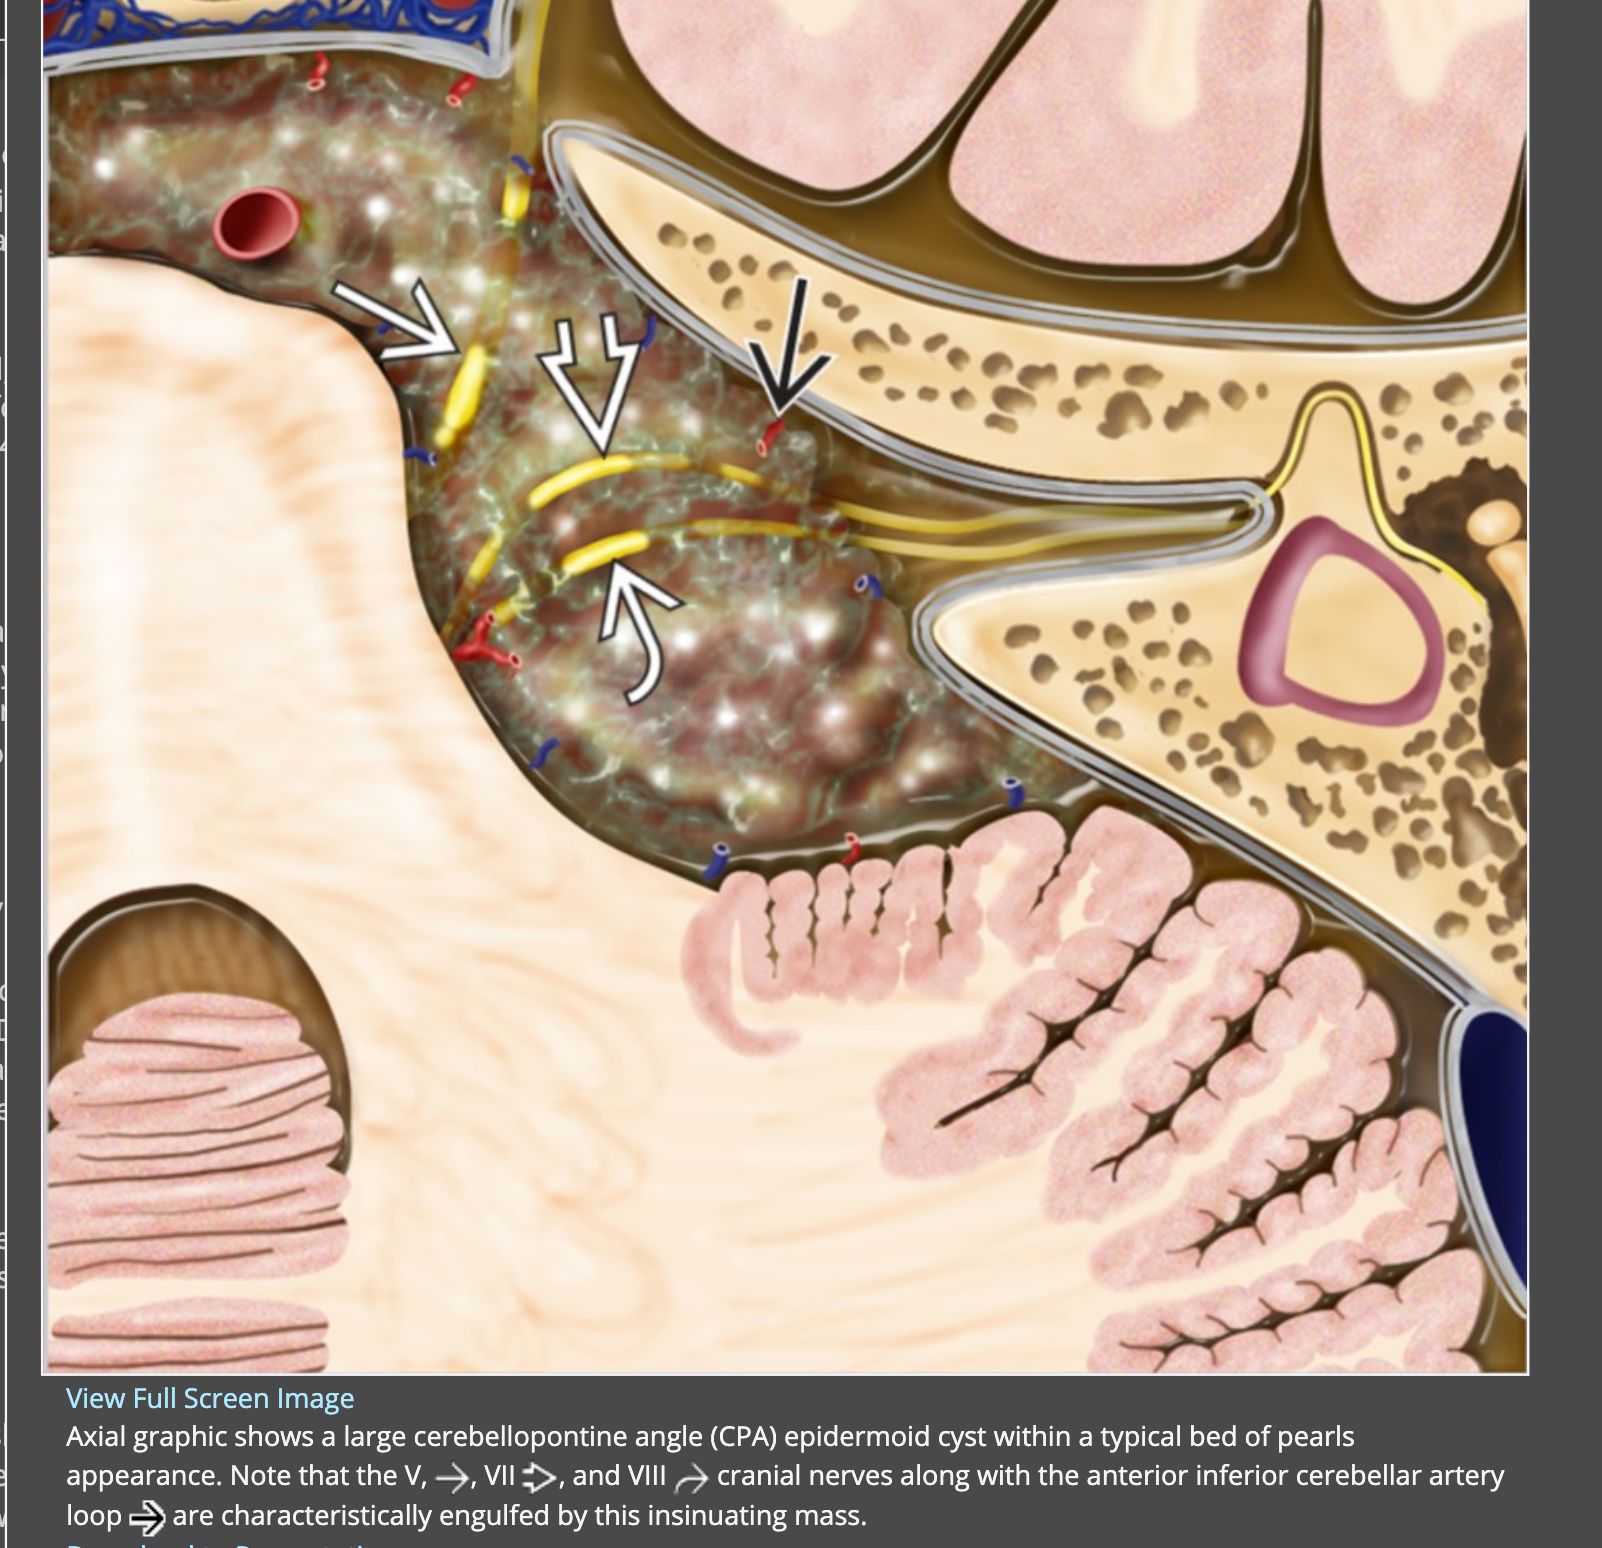 View Full Screen Image
Axial graphic shows a large cerebellopontine angle (CPA) epidermoid cyst within a typical bed of pearls
appearance. Note that the V, , VII , and VIII cranial nerves along with the anterior inferior cerebellar artery
loop are characteristically engulfed by this insinuating mass.